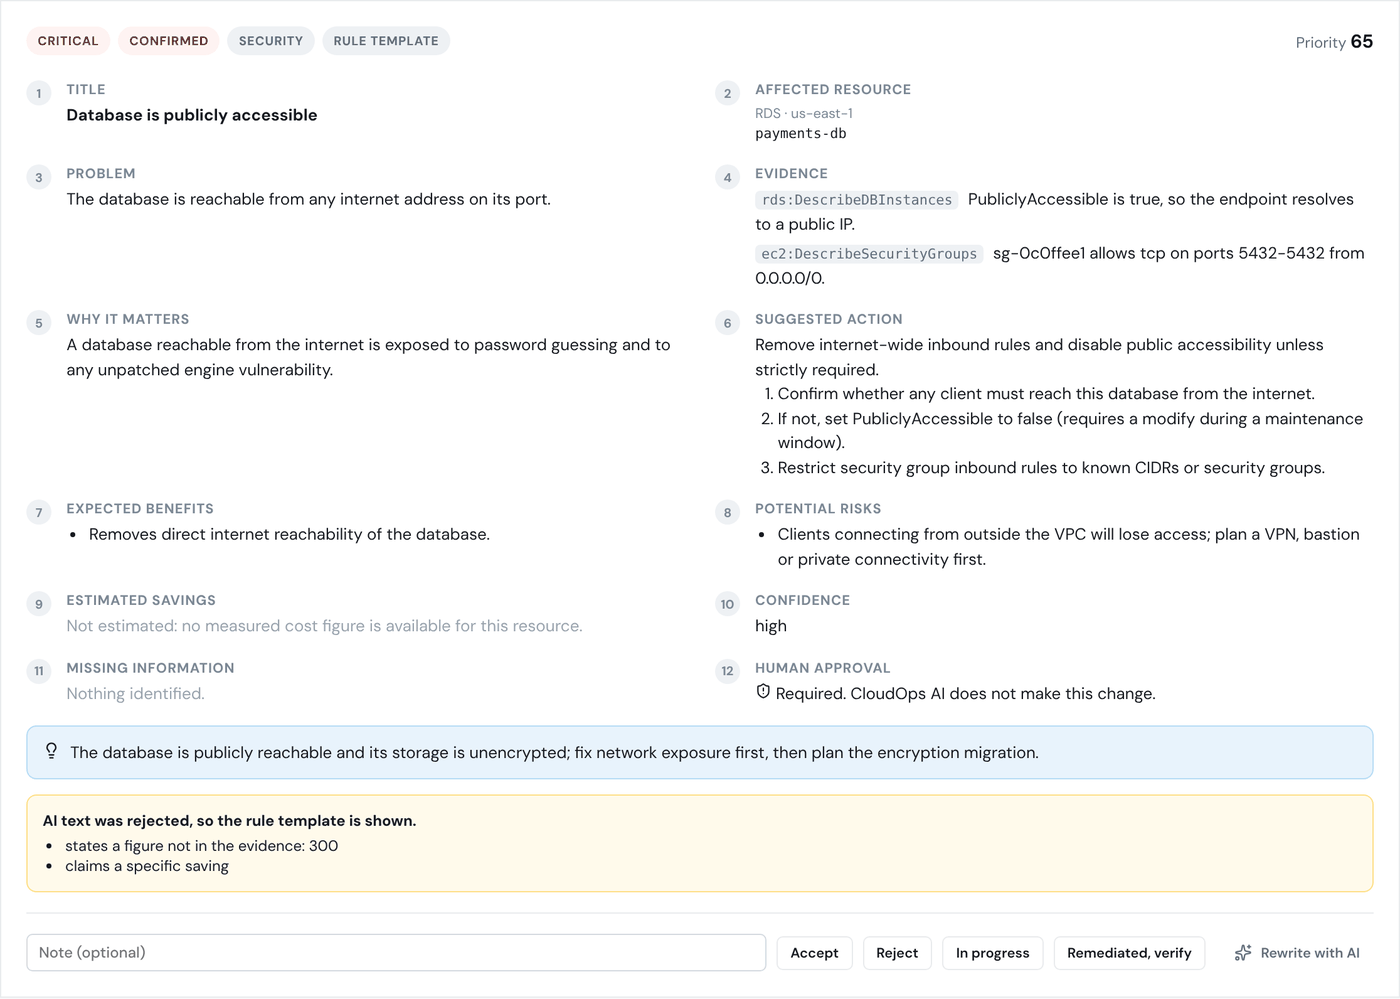 CRITICAL CONFIRMED SECURITY RULE TEMPLATE Priority 65
1 TITLE
Database is publicly accessible
2 AFFECTED RESOURCE
RDS · us-east-1
payments-db
3 PROBLEM
The database is reachable from any internet address on its port.
4 EVIDENCE
rds:DescribeDBInstances PubliclyAccessible is true, so the endpoint resolves
to a public IP.
ec2:DescribeSecurityGroups sg-0c0ffee1 allows tcp on ports 5432-5432 from
0.0.0.0/0.
5 WHY IT MATTERS
A database reachable from the internet is exposed to password guessing and to
any unpatched engine vulnerability.
6 SUGGESTED ACTION
Remove internet-wide inbound rules and disable public accessibility unless
strictly required.
1. Confirm whether any client must reach this database from the internet.
2. If not, set PubliclyAccessible to false (requires a modify during a maintenance
window).
3. Restrict security group inbound rules to known CIDRs or security groups.
7 EXPECTED BENEFITS
• Removes direct internet reachability of the database.
8 POTENTIAL RISKS
• Clients connecting from outside the VPC will lose access; plan a VPN, bastion
or private connectivity first.
9 ESTIMATED SAVINGS
Not estimated: no measured cost figure is available for this resource.
10 CONFIDENCE
high
11 MISSING INFORMATION
Nothing identified.
12 HUMAN APPROVAL
Required. CloudOps AI does not make this change.
The database is publicly reachable and its storage is unencrypted; fix network exposure first, then plan the encryption migration.
AI text was rejected, so the rule template is shown.
• states a figure not in the evidence: 300
• claims a specific saving
Note (optional) Accept Reject In progress Remediated, verify Rewrite with AI